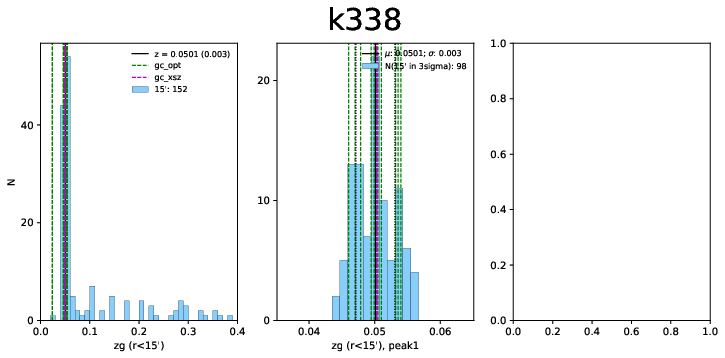 k338
z = 0.0501 (0.003)
gc_opt
gc_xsz
15': 152
N
40
20
0
0.0 0.1 0.2 0.3 0.4
zg (r<15')
μ: 0.0501; σ: 0.003
N(15' in 3sigma): 98
20
10
0
0.04 0.05 0.06
zg (r<15'), peak1
1.0
0.8
0.6
0.4
0.2
0.0
0.0 0.2 0.4 0.6 0.8 1.0